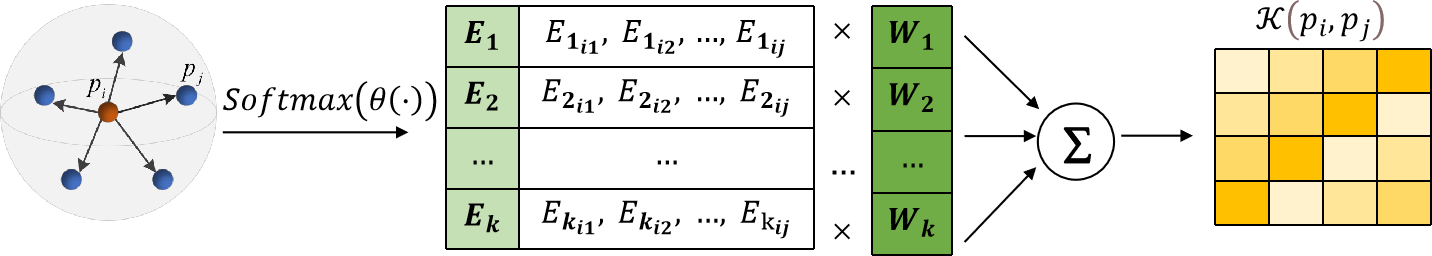 p_i
p_j
Softmax(θ(·))
E_1 E_{1_{i1}}, E_{1_{i2}}, ..., E_{1_{ij}} × W_1
E_2 E_{2_{i1}}, E_{2_{i2}}, ..., E_{2_{ij}} × W_2
... ... ... ...
E_k E_{k_{i1}}, E_{k_{i2}}, ..., E_{k_{ij}} × W_k
Σ
𝒦(p_i, p_j)